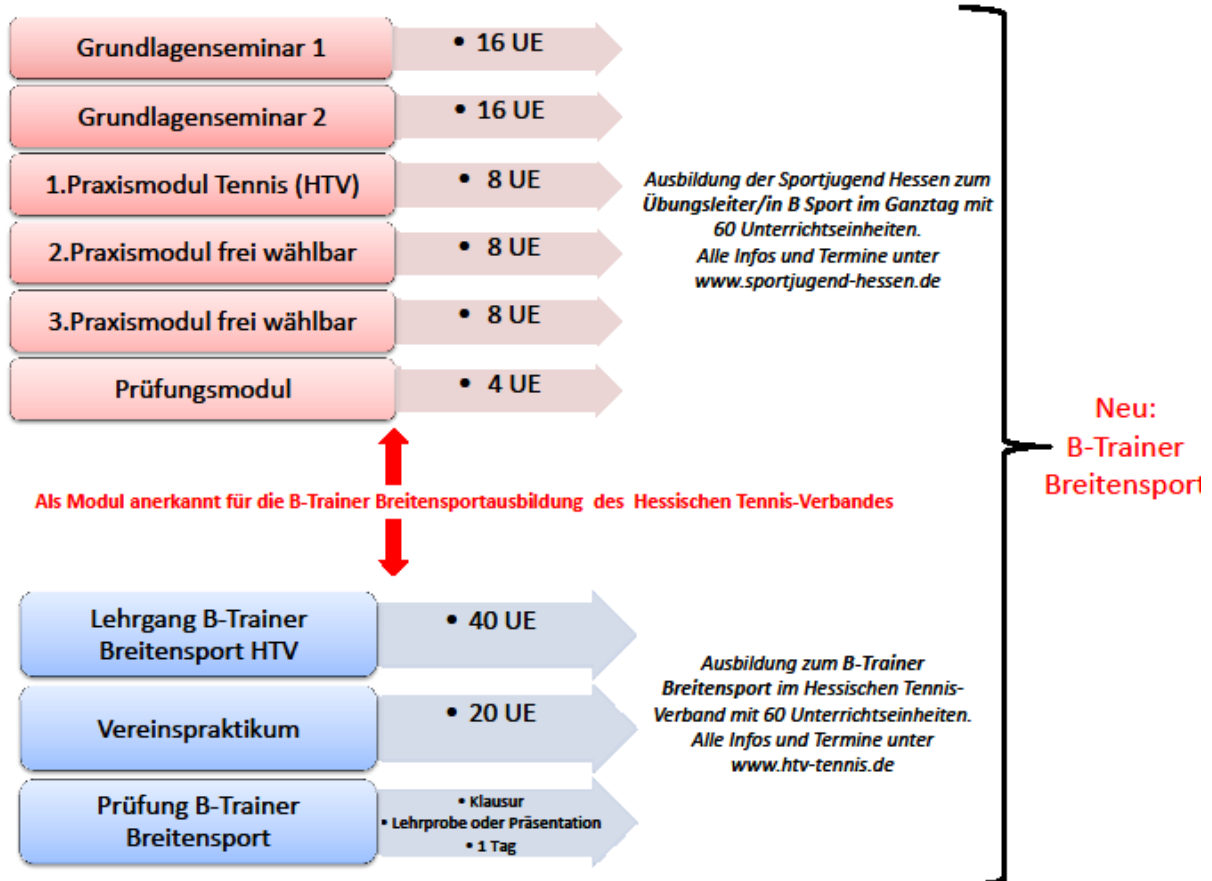 Grundlagenseminar 1
• 16 UE
Grundlagenseminar 2
• 16 UE
1.Praxismodul Tennis (HTV)
• 8 UE
2.Praxismodul frei wählbar
• 8 UE
3.Praxismodul frei wählbar
• 8 UE
Prüfungsmodul
• 4 UE
Ausbildung der Sportjugend Hessen zum
Übungsleiter/in B Sport im Ganztag mit
60 Unterrichtseinheiten.
Alle Infos und Termine unter
www.sportjugend-hessen.de
Neu:
B-Trainer
Breitensport
Als Modul anerkannt für die B-Trainer Breitensportausbildung des Hessischen Tennis-Verbandes
Lehrgang B-Trainer
Breitensport HTV
• 40 UE
Vereinspraktikum
• 20 UE
Prüfung B-Trainer
Breitensport
• Klausur
• Lehrprobe oder Präsentation
• 1 Tag
Ausbildung zum B-Trainer
Breitensport im Hessischen Tennis-
Verband mit 60 Unterrichtseinheiten.
Alle Infos und Termine unter
www.htv-tennis.de